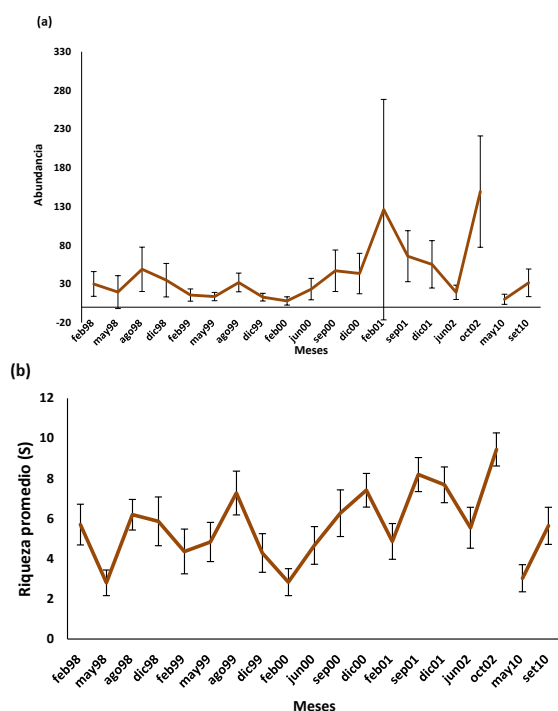 (a)
Abundancia
330
280
230
180
130
80
30
-20
feb98 may98 ago98 dic98 feb99 may99 ago99 dic99 feb00 jun00 sep00 dic00 feb01 sep01 dic01 jun02 oct02 may10 set10
Meses
(b)
Riqueza promedio (S)
12
10
8
6
4
2
0
feb98 may98 ago98 dic98 feb99 may99 ago99 dic99 feb00 jun00 sep00 dic00 feb01 sep01 dic01 jun02 oct02 may10 set10
Meses